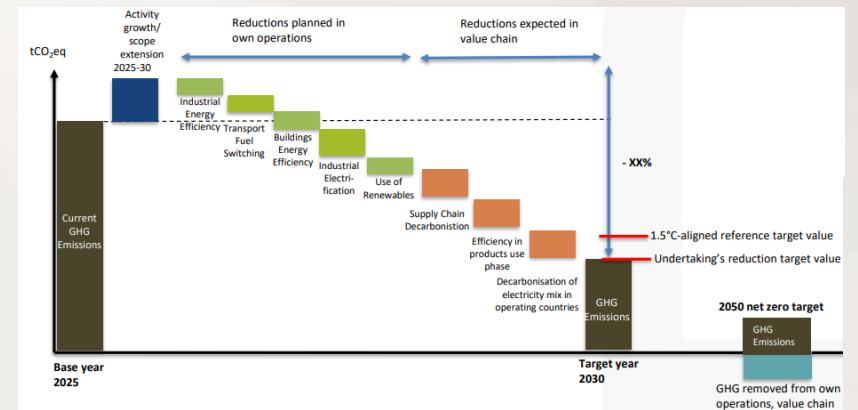 Activity
growth/
scope
extension
2025-30
Reductions planned in
own operations
Reductions expected in
value chain
tCO₂eq
Industrial
Energy
Efficiency
Transport
Fuel
Switching
Buildings
Energy
Efficiency
Industrial
Electri-
fication
Use of
Renewables
- XX%
Current
GHG
Emissions
Supply Chain
Decarbonistion
Efficiency in
products use
phase
Decarbonisation of
electricity mix in
operating countries
1.5°C-aligned reference target value
Undertaking's reduction target value
GHG
Emissions
2050 net zero target
GHG
Emissions
Base year
2025
Target year
2030
GHG removed from own
operations, value chain